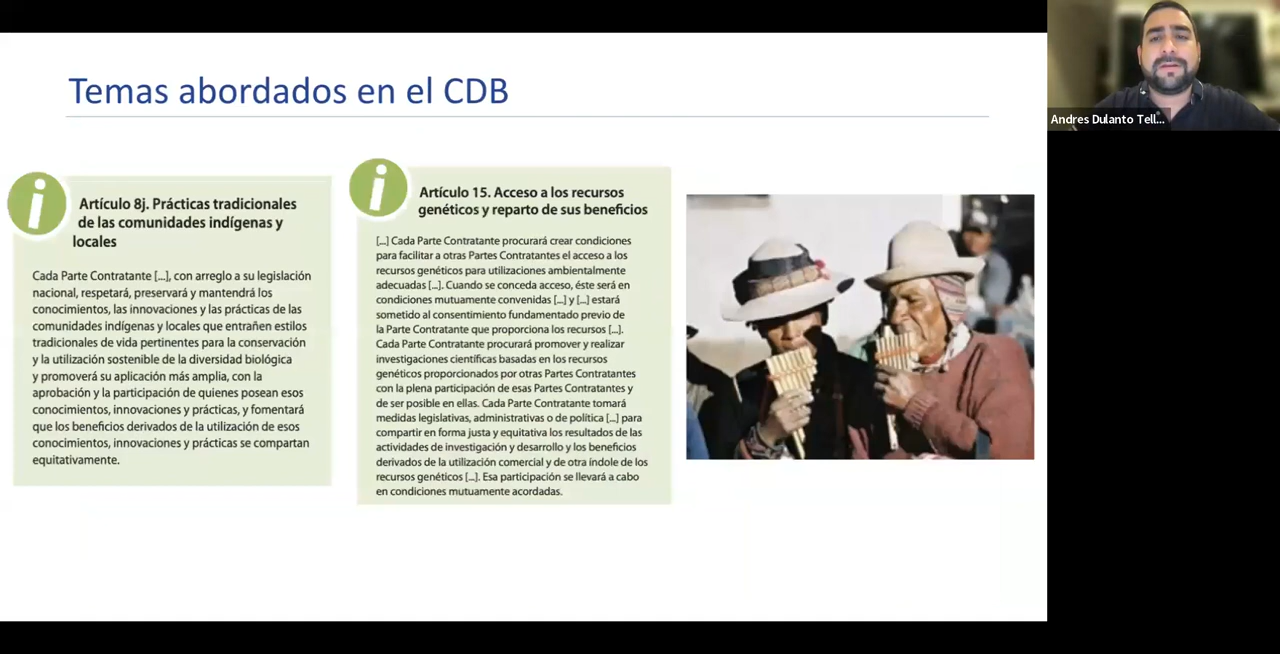 Temas abordados en el CDB
Artículo 8j. Prácticas tradicionales
de las comunidades indígenas y
locales
Cada Parte Contratante [...], con arreglo a su legislación
nacional, respetará, preservará y mantendrá los
conocimientos, las innovaciones y las prácticas de las
comunidades indígenas y locales que entrañen estilos
tradicionales de vida pertinentes para la conservación
y la utilización sostenible de la diversidad biológica
y promoverá su aplicación más amplia, con la
aprobación y la participación de quienes posean esos
conocimientos, innovaciones y prácticas, y fomentará
que los beneficios derivados de la utilización de esos
conocimientos, innovaciones y prácticas se compartan
equitativamente.
Artículo 15. Acceso a los recursos
genéticos y reparto de sus beneficios
[...] Cada Parte Contratante procurará crear condiciones
para facilitar a otras Partes Contratantes el acceso a los
recursos genéticos para utilizaciones ambientalmente
adecuadas [...]. Cuando se conceda acceso, éste será en
condiciones mutuamente convenidas [...] y [...] estará
sometido al consentimiento fundamentado previo de
la Parte Contratante que proporciona los recursos [...].
Cada Parte Contratante procurará promover y realizar
investigaciones científicas basadas en los recursos
genéticos proporcionados por otras Partes Contratantes
con la plena participación de esas Partes Contratantes y
de ser posible en ellas. Cada Parte Contratante tomará
medidas legislativas, administrativas o de política [...] para
compartir en forma justa y equitativa los resultados de las
actividades de investigación y desarrollo y los beneficios
derivados de la utilización comercial y de otra índole de los
recursos genéticos [...]. Esa participación se llevará a cabo
en condiciones mutuamente acordadas.
Andres Dulanto Tell...